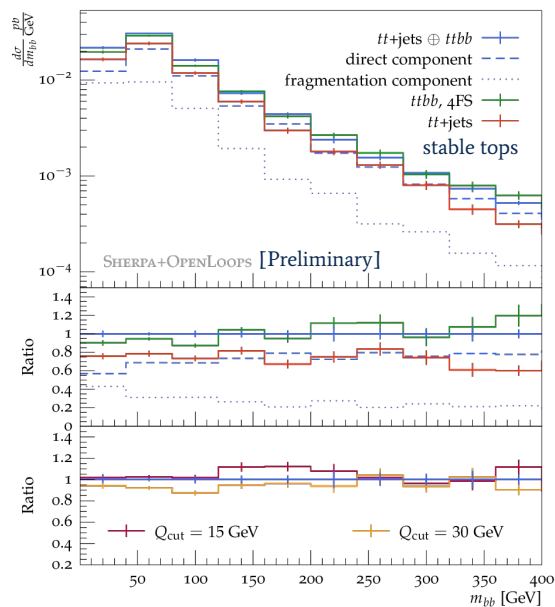 dσ/dm_bb pb/GeV
tt+jets ⊕ ttbb
direct component
fragmentation component
ttbb, 4FS
tt+jets
stable tops
10^−2
10^−3
10^−4
SHERPA+OPENLOOPS [Preliminary]
Ratio
1.4
1.2
1
0.8
0.6
0.4
0.2
0
Ratio
1.4
1.2
1
0.8
0.6
0.4
0.2
Q_cut = 15 GeV Q_cut = 30 GeV
0 50 100 150 200 250 300 350 400
m_bb [GeV]